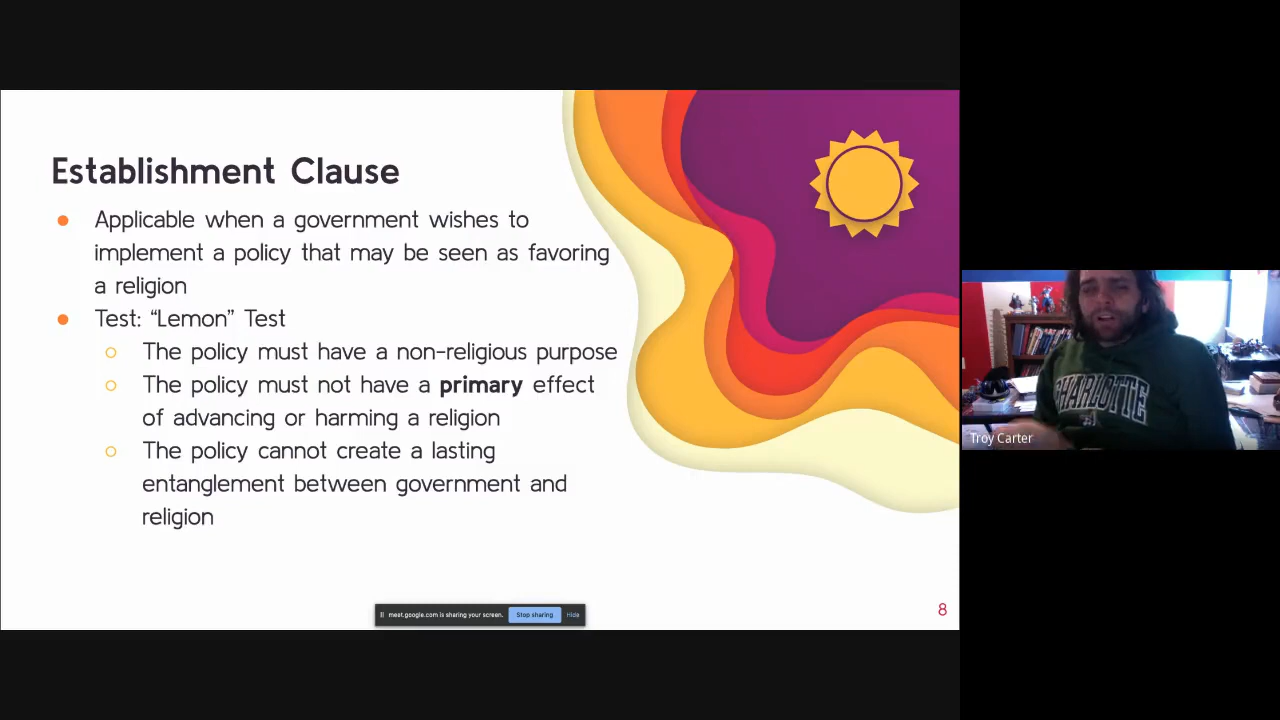 Establishment Clause
● Applicable when a government wishes to
implement a policy that may be seen as favoring
a religion
● Test: “Lemon” Test
○ The policy must have a non-religious purpose
○ The policy must not have a primary effect
of advancing or harming a religion
○ The policy cannot create a lasting
entanglement between government and
religion
meet.google.com is sharing your screen. Stop sharing Hide
8
CHARLOTTE
Troy Carter